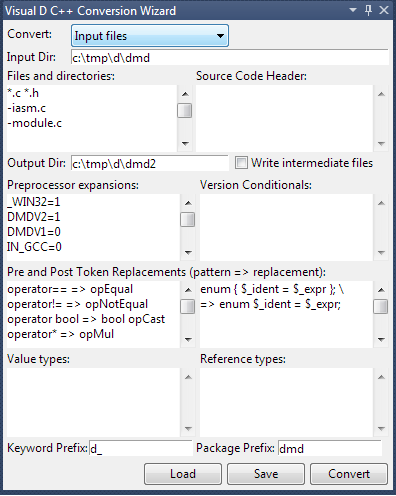 Visual D C++ Conversion Wizard
Convert: Input files
Input Dir: c:\tmp\d\dmd
Files and directories: Source Code Header:
*.c *.h
-iasm.c
-module.c
Output Dir: c:\tmp\d\dmd2 Write intermediate files
Preprocessor expansions: Version Conditionals:
_WIN32=1
DMDV2=1
DMDV1=0
IN_GCC=0
Pre and Post Token Replacements (pattern => replacement):
operator== => opEqual enum { $_ident = $_expr }; \
operator!= => opNotEqual => enum $_ident = $_expr;
operator bool => bool opCast
operator* => opMul
Value types: Reference types:
Keyword Prefix: d_ Package Prefix: dmd
Load Save Convert